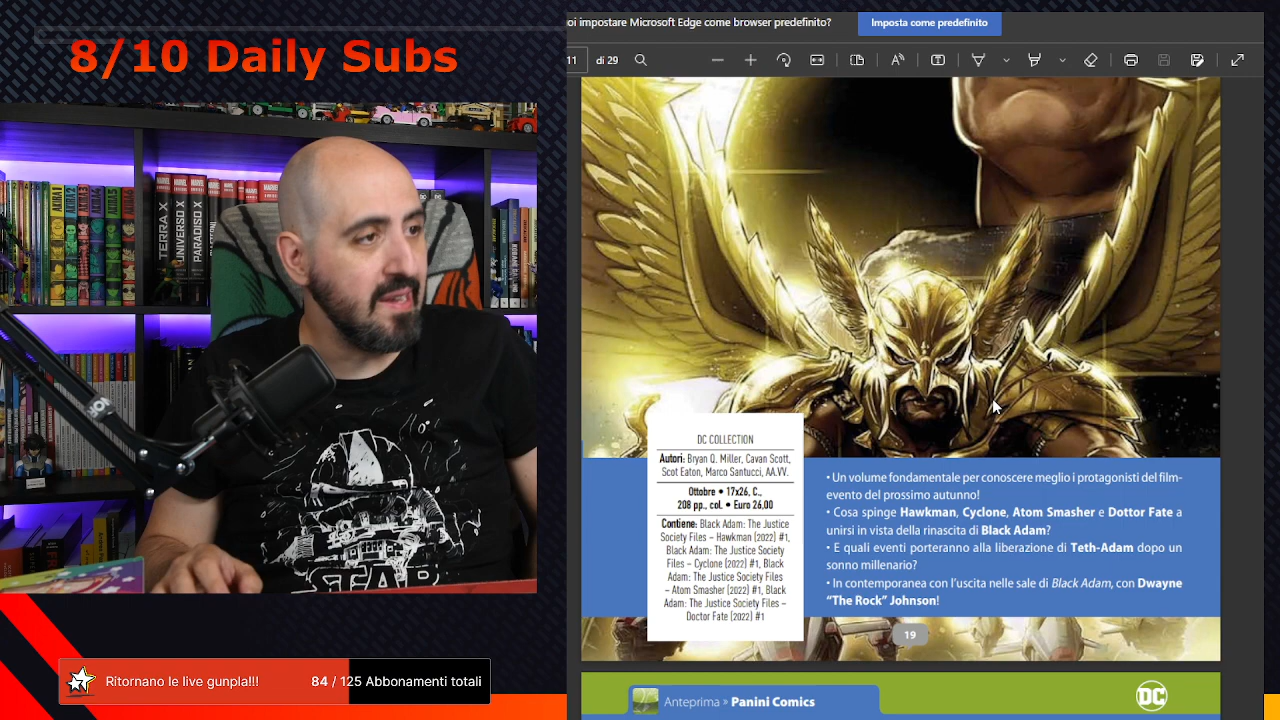 8/10 Daily Subs
oi impostare Microsoft Edge come browser predefinito?
Imposta come predefinito
11 di 29
TERRA X
UNIVERSO X
PARADISO X
MARVEL
AKIRA
STAR
Ritornano le live gunpla!!!
84 / 125 Abbonamenti totali
DC COLLECTION
Autori: Bryan Q. Miller, Cavan Scott,
Scot Eaton, Marco Santucci, AA.VV.
Ottobre • 17x26, C.,
208 pp., col. • Euro 26,00
Contiene: Black Adam: The Justice
Society Files – Hawkman (2022) #1,
Black Adam: The Justice Society
Files – Cyclone (2022) #1, Black
Adam: The Justice Society Files
– Atom Smasher (2022) #1, Black
Adam: The Justice Society Files –
Doctor Fate (2022) #1
• Un volume fondamentale per conoscere meglio i protagonisti del film-
evento del prossimo autunno!
• Cosa spinge Hawkman, Cyclone, Atom Smasher e Dottor Fate a
unirsi in vista della rinascita di Black Adam?
• E quali eventi porteranno alla liberazione di Teth-Adam dopo un
sonno millenario?
• In contemporanea con l'uscita nelle sale di Black Adam, con Dwayne
"The Rock" Johnson!
19
Anteprima » Panini Comics
DC